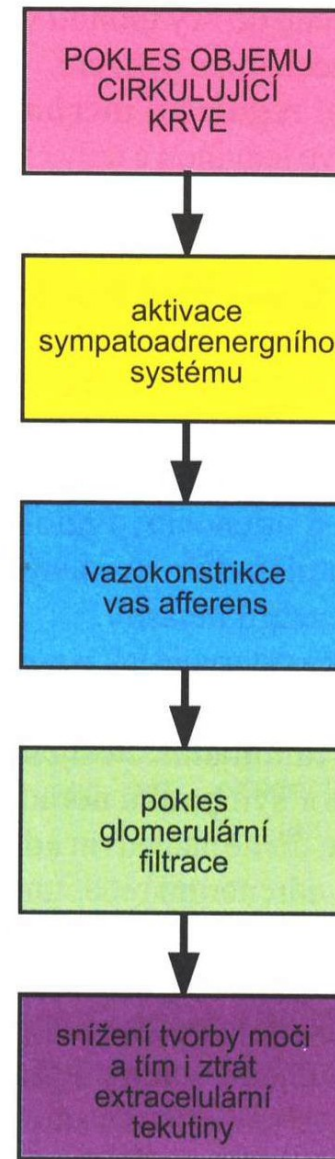 POKLES OBJEMU
CIRKULUJÍCÍ
KRVE
aktivace
sympatoadrenergního
systému
vazokonstrikce
vas afferens
pokles
glomerulární
filtrace
snížení tvorby moči
a tím i ztrát
extracelulární
tekutiny